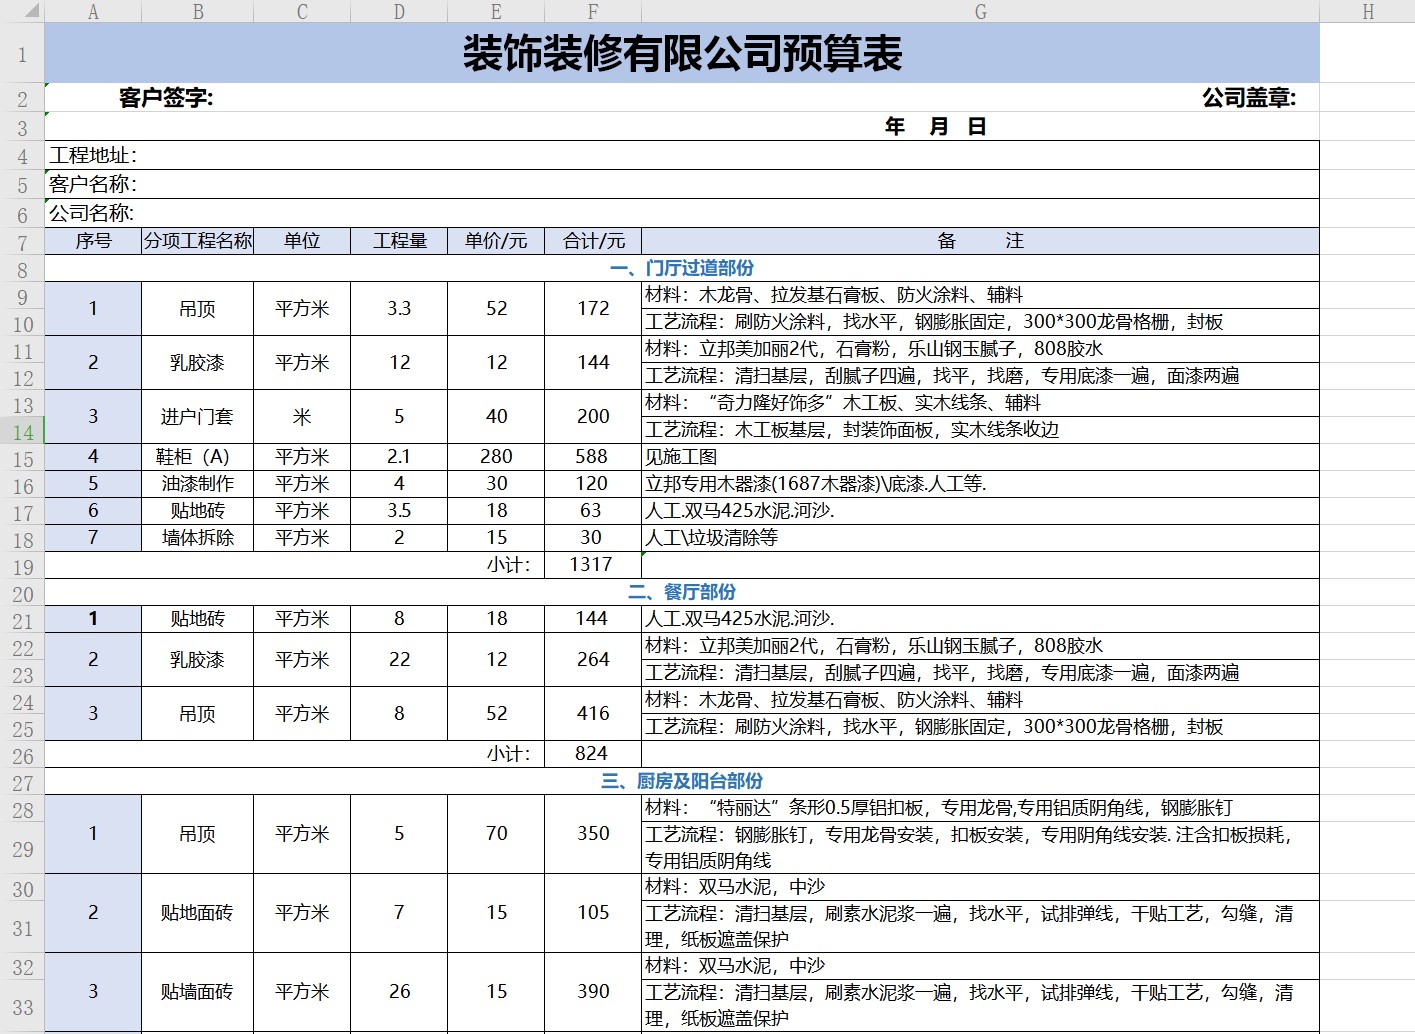 A B C D E F G H
1 装饰装修有限公司预算表
2 客户签字: 公司盖章:
3 年 月 日
4 工程地址：
5 客户名称：
6 公司名称:
7 序号 分项工程名称 单位 工程量 单价/元 合计/元 备 注
8 一、门厅过道部份
9 1 吊顶 平方米 3.3 52 172 材料：木龙骨、拉发基石膏板、防火涂料、辅料
10 工艺流程：刷防火涂料，找水平，钢膨胀固定，300*300龙骨格栅，封板
11 2 乳胶漆 平方米 12 12 144 材料：立邦美加丽2代，石膏粉，乐山钢玉腻子，808胶水
12 工艺流程：清扫基层，刮腻子四遍，找平，找磨，专用底漆一遍，面漆两遍
13 3 进户门套 米 5 40 200 材料：“奇力隆好饰多”木工板、实木线条、辅料
14 工艺流程：木工板基层，封装饰面板，实木线条收边
15 4 鞋柜（A） 平方米 2.1 280 588 见施工图
16 5 油漆制作 平方米 4 30 120 立邦专用木器漆(1687木器漆)\底漆.人工等.
17 6 贴地砖 平方米 3.5 18 63 人工.双马425水泥.河沙.
18 7 墙体拆除 平方米 2 15 30 人工\垃圾清除等
19 小计： 1317
20 二、餐厅部份
21 1 贴地砖 平方米 8 18 144 人工.双马425水泥.河沙.
22 2 乳胶漆 平方米 22 12 264 材料：立邦美加丽2代，石膏粉，乐山钢玉腻子，808胶水
23 工艺流程：清扫基层，刮腻子四遍，找平，找磨，专用底漆一遍，面漆两遍
24 3 吊顶 平方米 8 52 416 材料：木龙骨、拉发基石膏板、防火涂料、辅料
25 工艺流程：刷防火涂料，找水平，钢膨胀固定，300*300龙骨格栅，封板
26 小计： 824
27 三、厨房及阳台部份
28 1 吊顶 平方米 5 70 350 材料：“特丽达”条形0.5厚铝扣板，专用龙骨,专用铝质阴角线，钢膨胀钉
29 工艺流程：钢膨胀钉，专用龙骨安装，扣板安装，专用阴角线安装. 注含扣板损耗，
专用铝质阴角线
30 2 贴地面砖 平方米 7 15 105 材料：双马水泥，中沙
31 工艺流程：清扫基层，刷素水泥浆一遍，找水平，试排弹线，干贴工艺，勾缝，清
理，纸板遮盖保护
32 3 贴墙面砖 平方米 26 15 390 材料：双马水泥，中沙
33 工艺流程：清扫基层，刷素水泥浆一遍，找水平，试排弹线，干贴工艺，勾缝，清
理，纸板遮盖保护